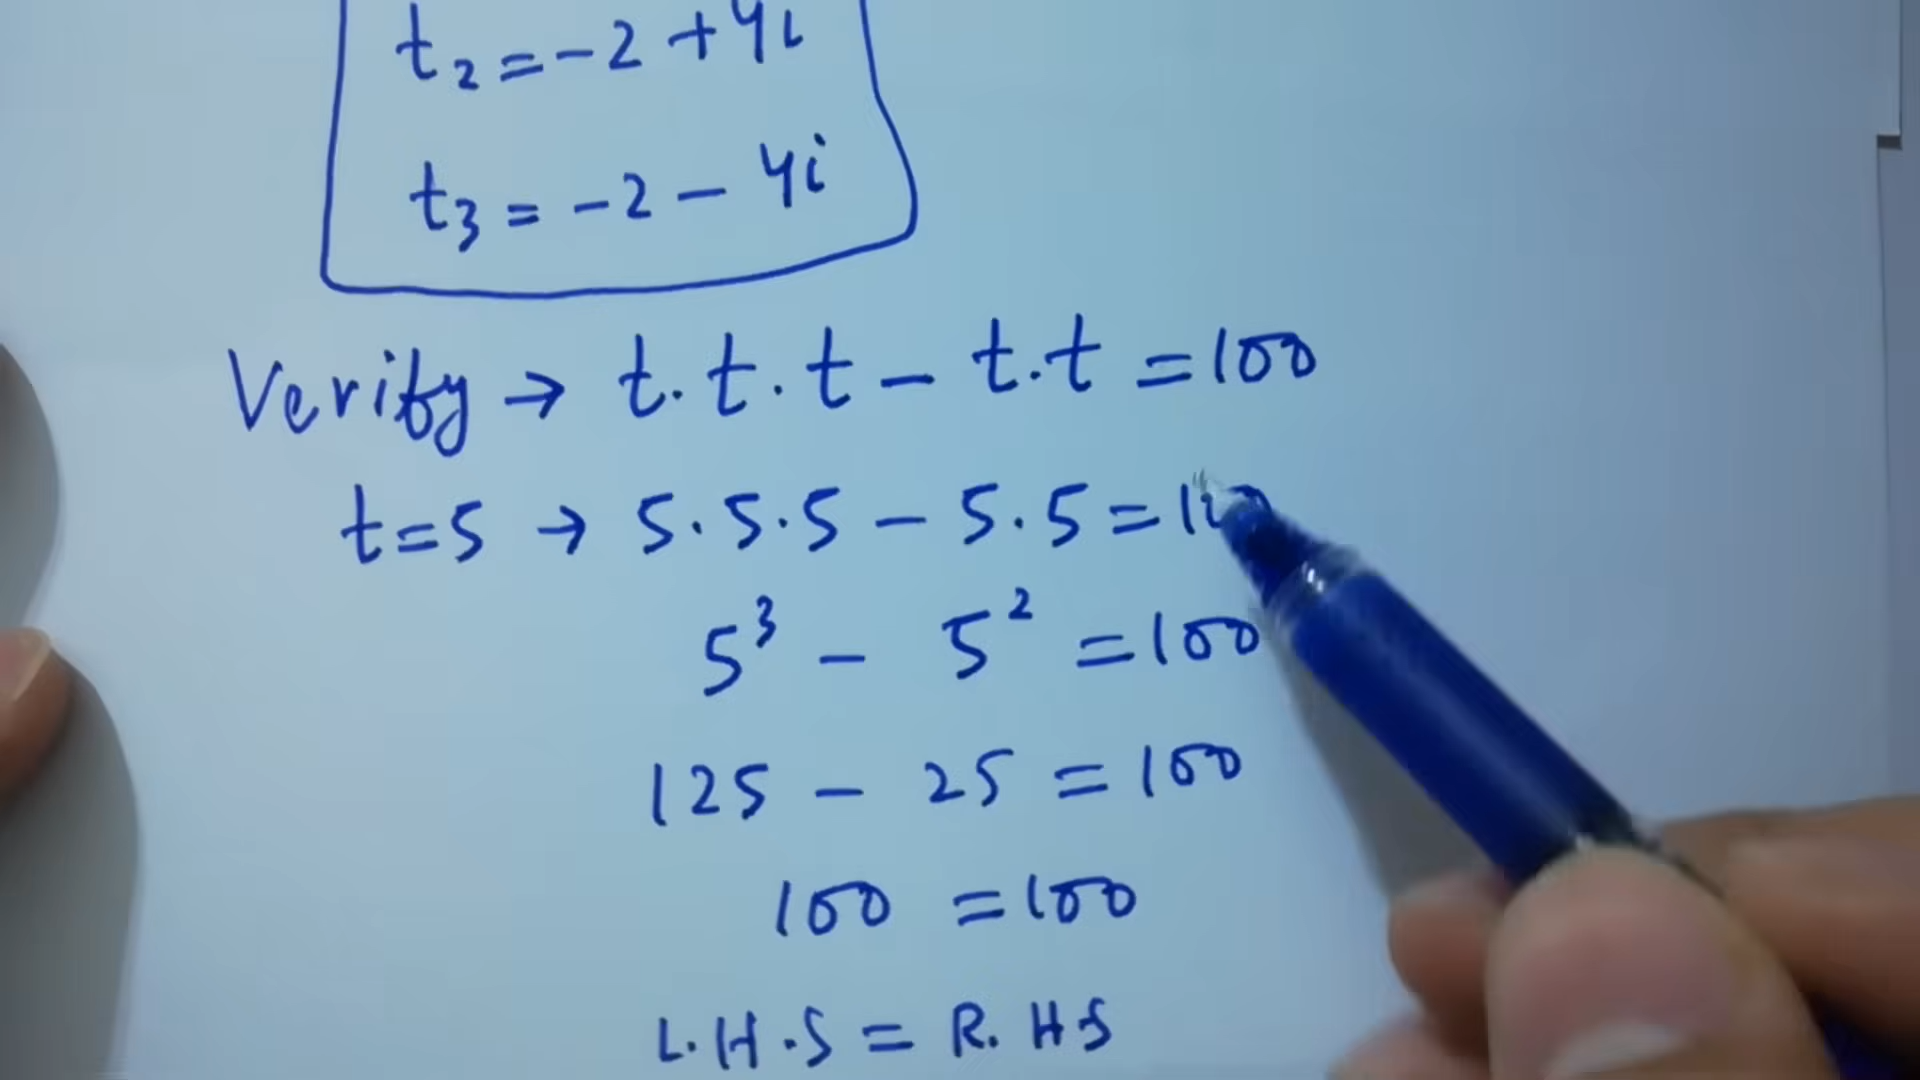 t₂ = -2 + 4i
t₃ = -2 - 4i
Verify → t.t.t - t.t = 100
t=5 → 5.5.5 - 5.5 = 100
5³ - 5² = 100
125 - 25 = 100
100 = 100
L.H.S = R.H.S